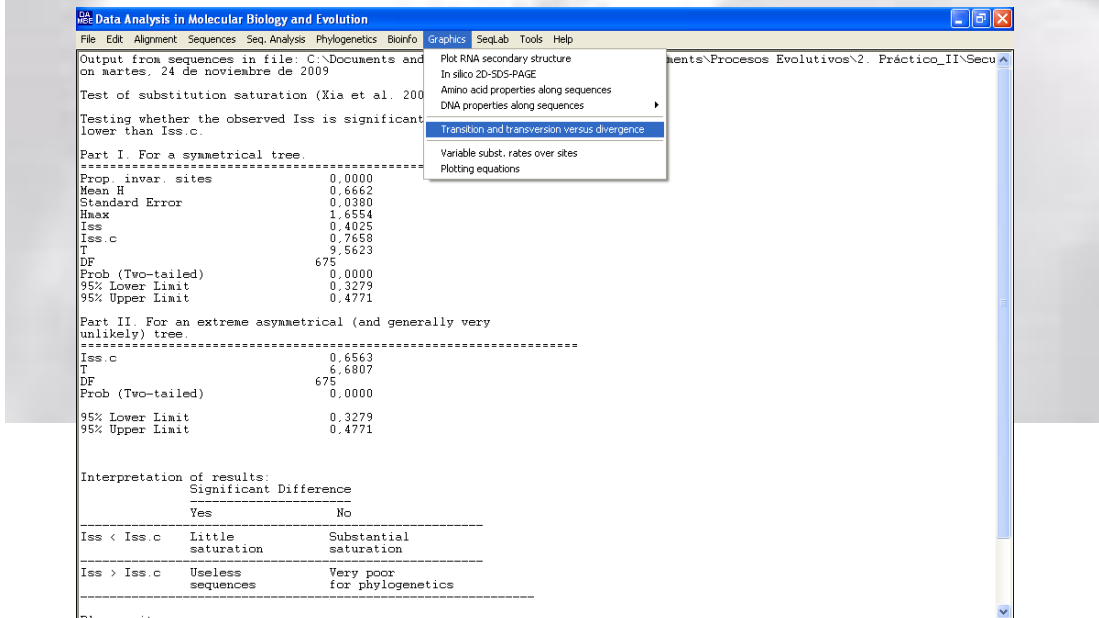 Data Analysis in Molecular Biology and Evolution
File Edit Alignment Sequences Seq. Analysis Phylogenetics Bioinfo Graphics SeqLab Tools Help
Plot RNA secondary structure
In silico 2D-SDS-PAGE
Amino acid properties along sequences
DNA properties along sequences
Transition and transversion versus divergence
Variable subst. rates over sites
Plotting equations
Output from sequences in file: C:\Documents and ments\Procesos Evolutivos\2. Práctico_II\Secu
on martes, 24 de noviembre de 2009
Test of substitution saturation (Xia et al. 200
Testing whether the observed Iss is significant
lower than Iss.c.
Part I. For a symmetrical tree.
Prop. invar. sites 0,0000
Mean H 0,6662
Standard Error 0,0380
Hmax 1,6554
Iss 0,4025
Iss.c 0,7658
T 9,5623
DF 675
Prob (Two-tailed) 0,0000
95% Lower Limit 0,3279
95% Upper Limit 0,4771
Part II. For an extreme asymmetrical (and generally very
unlikely) tree.
Iss.c 0,6563
T 6,6807
DF 675
Prob (Two-tailed) 0,0000
95% Lower Limit 0,3279
95% Upper Limit 0,4771
Interpretation of results:
Significant Difference
Yes No
Iss < Iss.c Little Substantial
saturation saturation
Iss > Iss.c Useless Very poor
sequences for phylogenetics